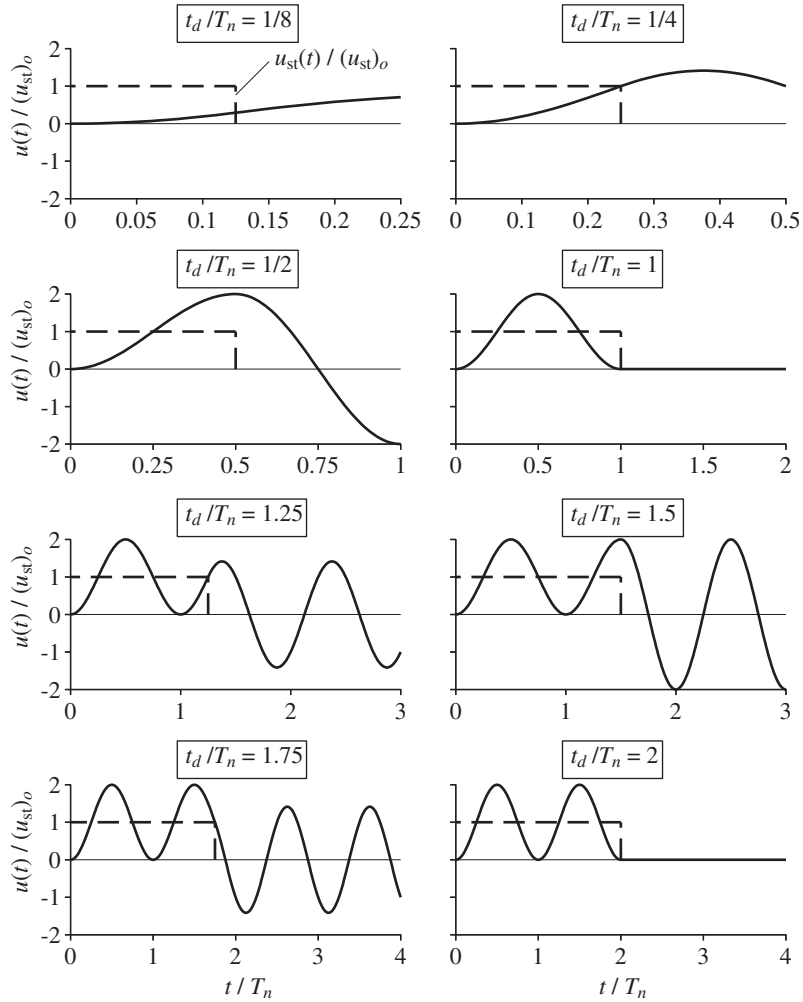 t_d/T_n = 1/8
t_d/T_n = 1/4
u_st(t) / (u_st)_o
u(t) / (u_st)_o
2
1
0
-1
-2
0 0.05 0.1 0.15 0.2 0.25
0 0.1 0.2 0.3 0.4 0.5
t_d/T_n = 1/2
t_d/T_n = 1
u(t) / (u_st)_o
2
1
0
-1
-2
0 0.25 0.5 0.75 1
0 0.5 1 1.5 2
t_d/T_n = 1.25
t_d/T_n = 1.5
u(t) / (u_st)_o
2
1
0
-1
-2
0 1 2 3
0 1 2 3
t_d/T_n = 1.75
t_d/T_n = 2
u(t) / (u_st)_o
2
1
0
-1
-2
0 1 2 3 4
0 1 2 3 4
t / T_n
t / T_n